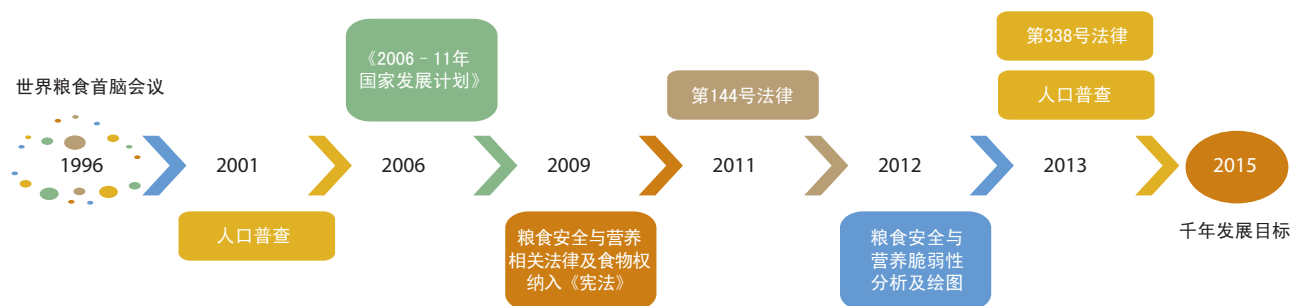 世界粮食首脑会议
1996
2001
人口普查
《2006–11年
国家发展计划》
2006
2009
粮食安全与营养
相关法律及食物权
纳入《宪法》
第144号法律
2011
2012
粮食安全与
营养脆弱性
分析及绘图
第338号法律
人口普查
2013
2015
千年发展目标